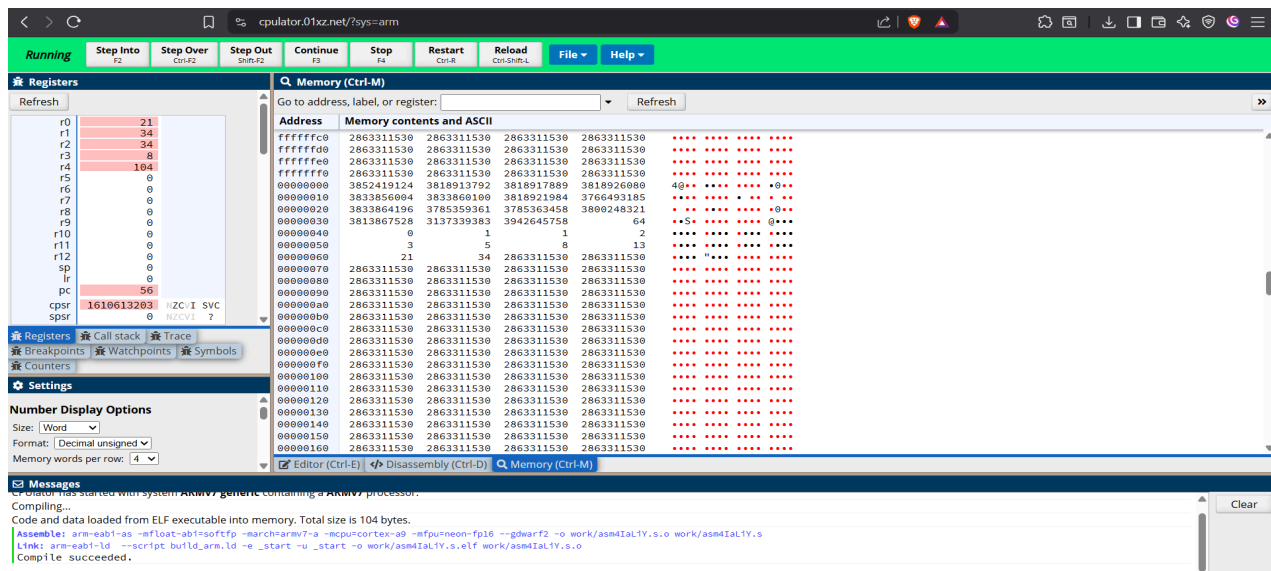 cpulator.01xz.net/?sys=arm
Running
Step Into F2
Step Over Ctrl-F2
Step Out Shift-F2
Continue F3
Stop F4
Restart Ctrl-R
Reload Ctrl-Shift-L
File
Help
Registers
Refresh
r0 21
r1 34
r2 34
r3 8
r4 104
r5 0
r6 0
r7 0
r8 0
r9 0
r10 0
r11 0
r12 0
sp 0
lr 0
pc 56
cpsr 1610613203 NZCVI SVC
spsr 0 NZCVI ?
Registers Call stack Trace
Breakpoints Watchpoints Symbols
Counters
Settings
Number Display Options
Size: Word
Format: Decimal unsigned
Memory words per row: 4
Memory (Ctrl-M)
Go to address, label, or register: Refresh
Address Memory contents and ASCII
ffffffc0 2863311530 2863311530 2863311530 2863311530 •••• •••• •••• ••••
ffffffd0 2863311530 2863311530 2863311530 2863311530 •••• •••• •••• ••••
ffffffe0 2863311530 2863311530 2863311530 2863311530 •••• •••• •••• ••••
fffffff0 2863311530 2863311530 2863311530 2863311530 •••• •••• •••• ••••
00000000 3852419124 3818913792 3818917889 3818926080 4@•• •••• •••• •0••
00000010 3833856004 3833860100 3818921984 3766493185 •••• •••• • •• • ••
00000020 3833864196 3785359361 3785363458 3800248321 • •• •••• •••• •0••
00000030 3813867528 3137339383 3942645758 64 ••S• •••• •••• @•••
00000040 0 1 1 2 •••• •••• •••• ••••
00000050 3 5 8 13 •••• •••• •••• ••••
00000060 21 34 2863311530 2863311530 •••• "••• •••• ••••
00000070 2863311530 2863311530 2863311530 2863311530 •••• •••• •••• ••••
00000080 2863311530 2863311530 2863311530 2863311530 •••• •••• •••• ••••
00000090 2863311530 2863311530 2863311530 2863311530 •••• •••• •••• ••••
000000a0 2863311530 2863311530 2863311530 2863311530 •••• •••• •••• ••••
000000b0 2863311530 2863311530 2863311530 2863311530 •••• •••• •••• ••••
000000c0 2863311530 2863311530 2863311530 2863311530 •••• •••• •••• ••••
000000d0 2863311530 2863311530 2863311530 2863311530 •••• •••• •••• ••••
000000e0 2863311530 2863311530 2863311530 2863311530 •••• •••• •••• ••••
000000f0 2863311530 2863311530 2863311530 2863311530 •••• •••• •••• ••••
00000100 2863311530 2863311530 2863311530 2863311530 •••• •••• •••• ••••
00000110 2863311530 2863311530 2863311530 2863311530 •••• •••• •••• ••••
00000120 2863311530 2863311530 2863311530 2863311530 •••• •••• •••• ••••
00000130 2863311530 2863311530 2863311530 2863311530 •••• •••• •••• ••••
00000140 2863311530 2863311530 2863311530 2863311530 •••• •••• •••• ••••
00000150 2863311530 2863311530 2863311530 2863311530 •••• •••• •••• ••••
00000160 2863311530 2863311530 2863311530 2863311530 •••• •••• •••• ••••
Editor (Ctrl-E) Disassembly (Ctrl-D) Memory (Ctrl-M)
Messages
Clear
CPUlator has started with system ARMv7 generic containing a ARMv7 processor.
Compiling...
Code and data loaded from ELF executable into memory. Total size is 104 bytes.
Assemble: arm-eabi-as -mfloat-abi=softfp -march=armv7-a -mcpu=cortex-a9 -mfpu=neon-fp16 --gdwarf2 -o work/asm4IaLiY.s.o work/asm4IaLiY.s
Link: arm-eabi-ld --script build_arm.ld -e _start -u _start -o work/asm4IaLiY.s.elf work/asm4IaLiY.s.o
Compile succeeded.